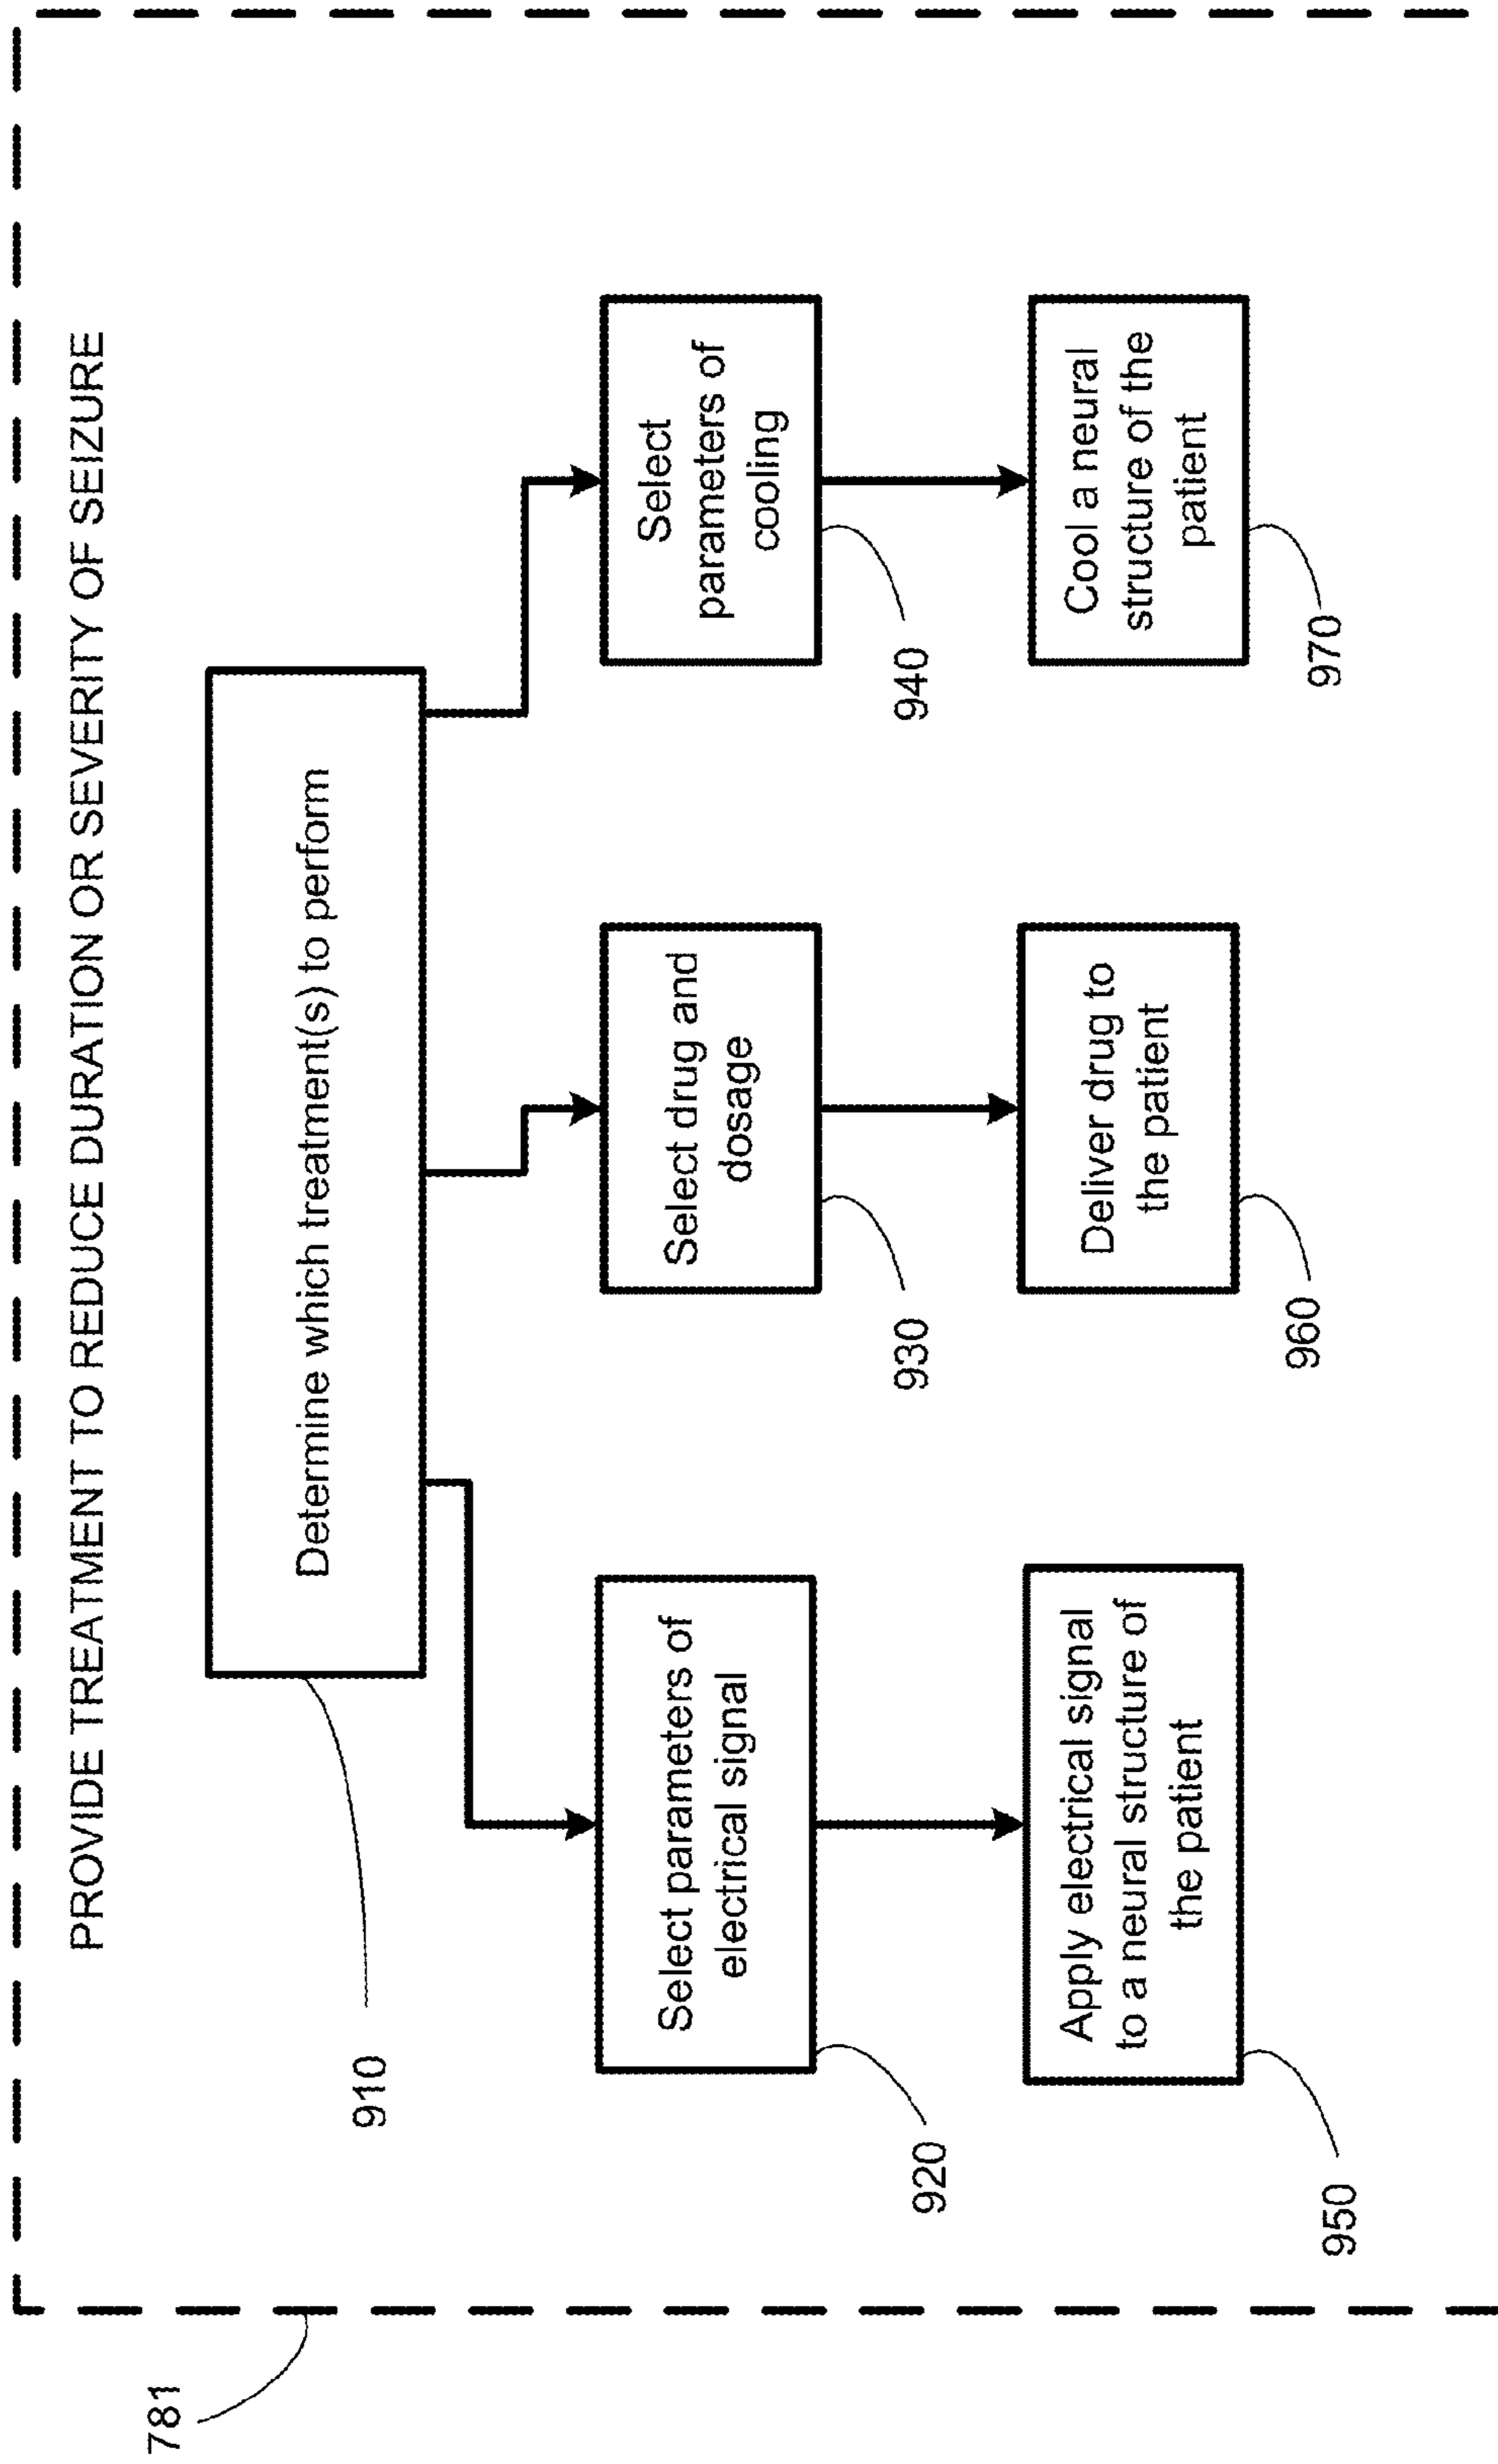 781
PROVIDE TREATMENT TO REDUCE DURATION OR SEVERITY OF SEIZURE
910
Determine which treatment(s) to perform
Select parameters of
electrical signal
920
Select drug and
dosage
930
Select
parameters of
cooling
940
Apply electrical signal
to a neural structure of
the patient
950
Deliver drug to
the patient
960
Cool a neural
structure of the
patient
970